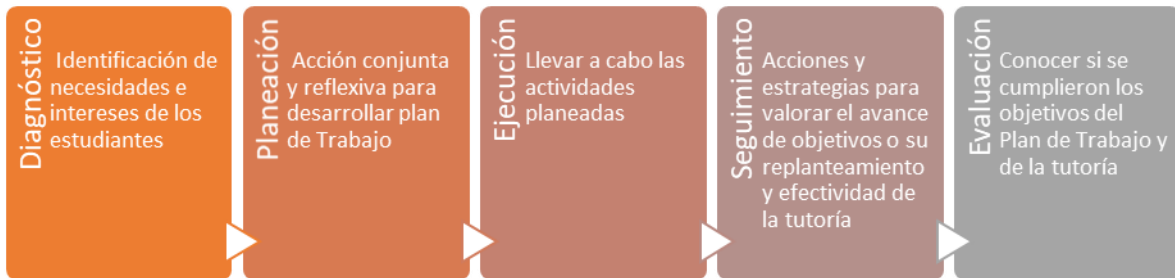 Diagnóstico
Identificación de
necesidades e
intereses de los
estudiantes
Planeación
Acción conjunta
y reflexiva para
desarrollar plan
de Trabajo
Ejecución
Llevar a cabo las
actividades
planeadas
Seguimiento
Acciones y
estrategias para
valorar el avance
de objetivos o su
replanteamiento
y efectividad de
la tutoría
Evaluación
Conocer si se
cumplieron los
objetivos del
Plan de Trabajo y
de la tutoría